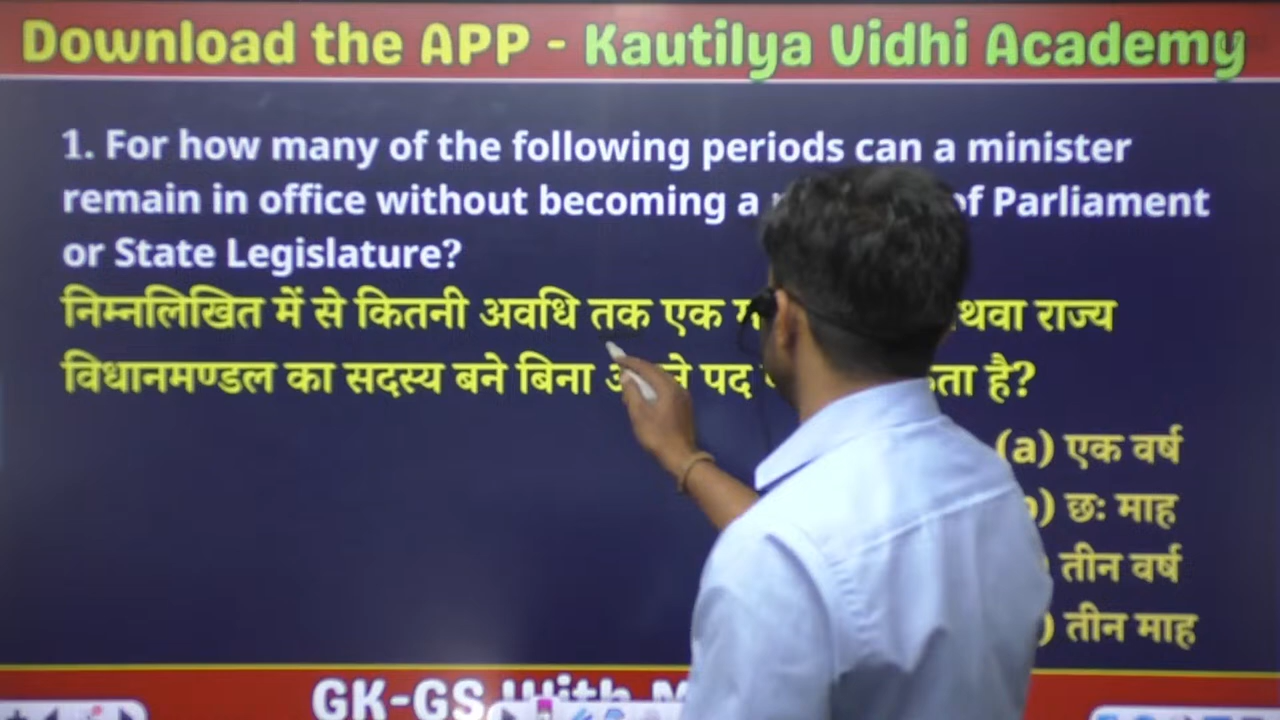 Download the APP - Kautilya Vidhi Academy
1. For how many of the following periods can a minister
remain in office without becoming a of Parliament
or State Legislature?
निम्नलिखित में से कितनी अवधि तक एक राज्य
विधानमण्डल का सदस्य बने बिना पद है?
(a) एक वर्ष
छः माह
तीन वर्ष
तीन माह
GK-GS With